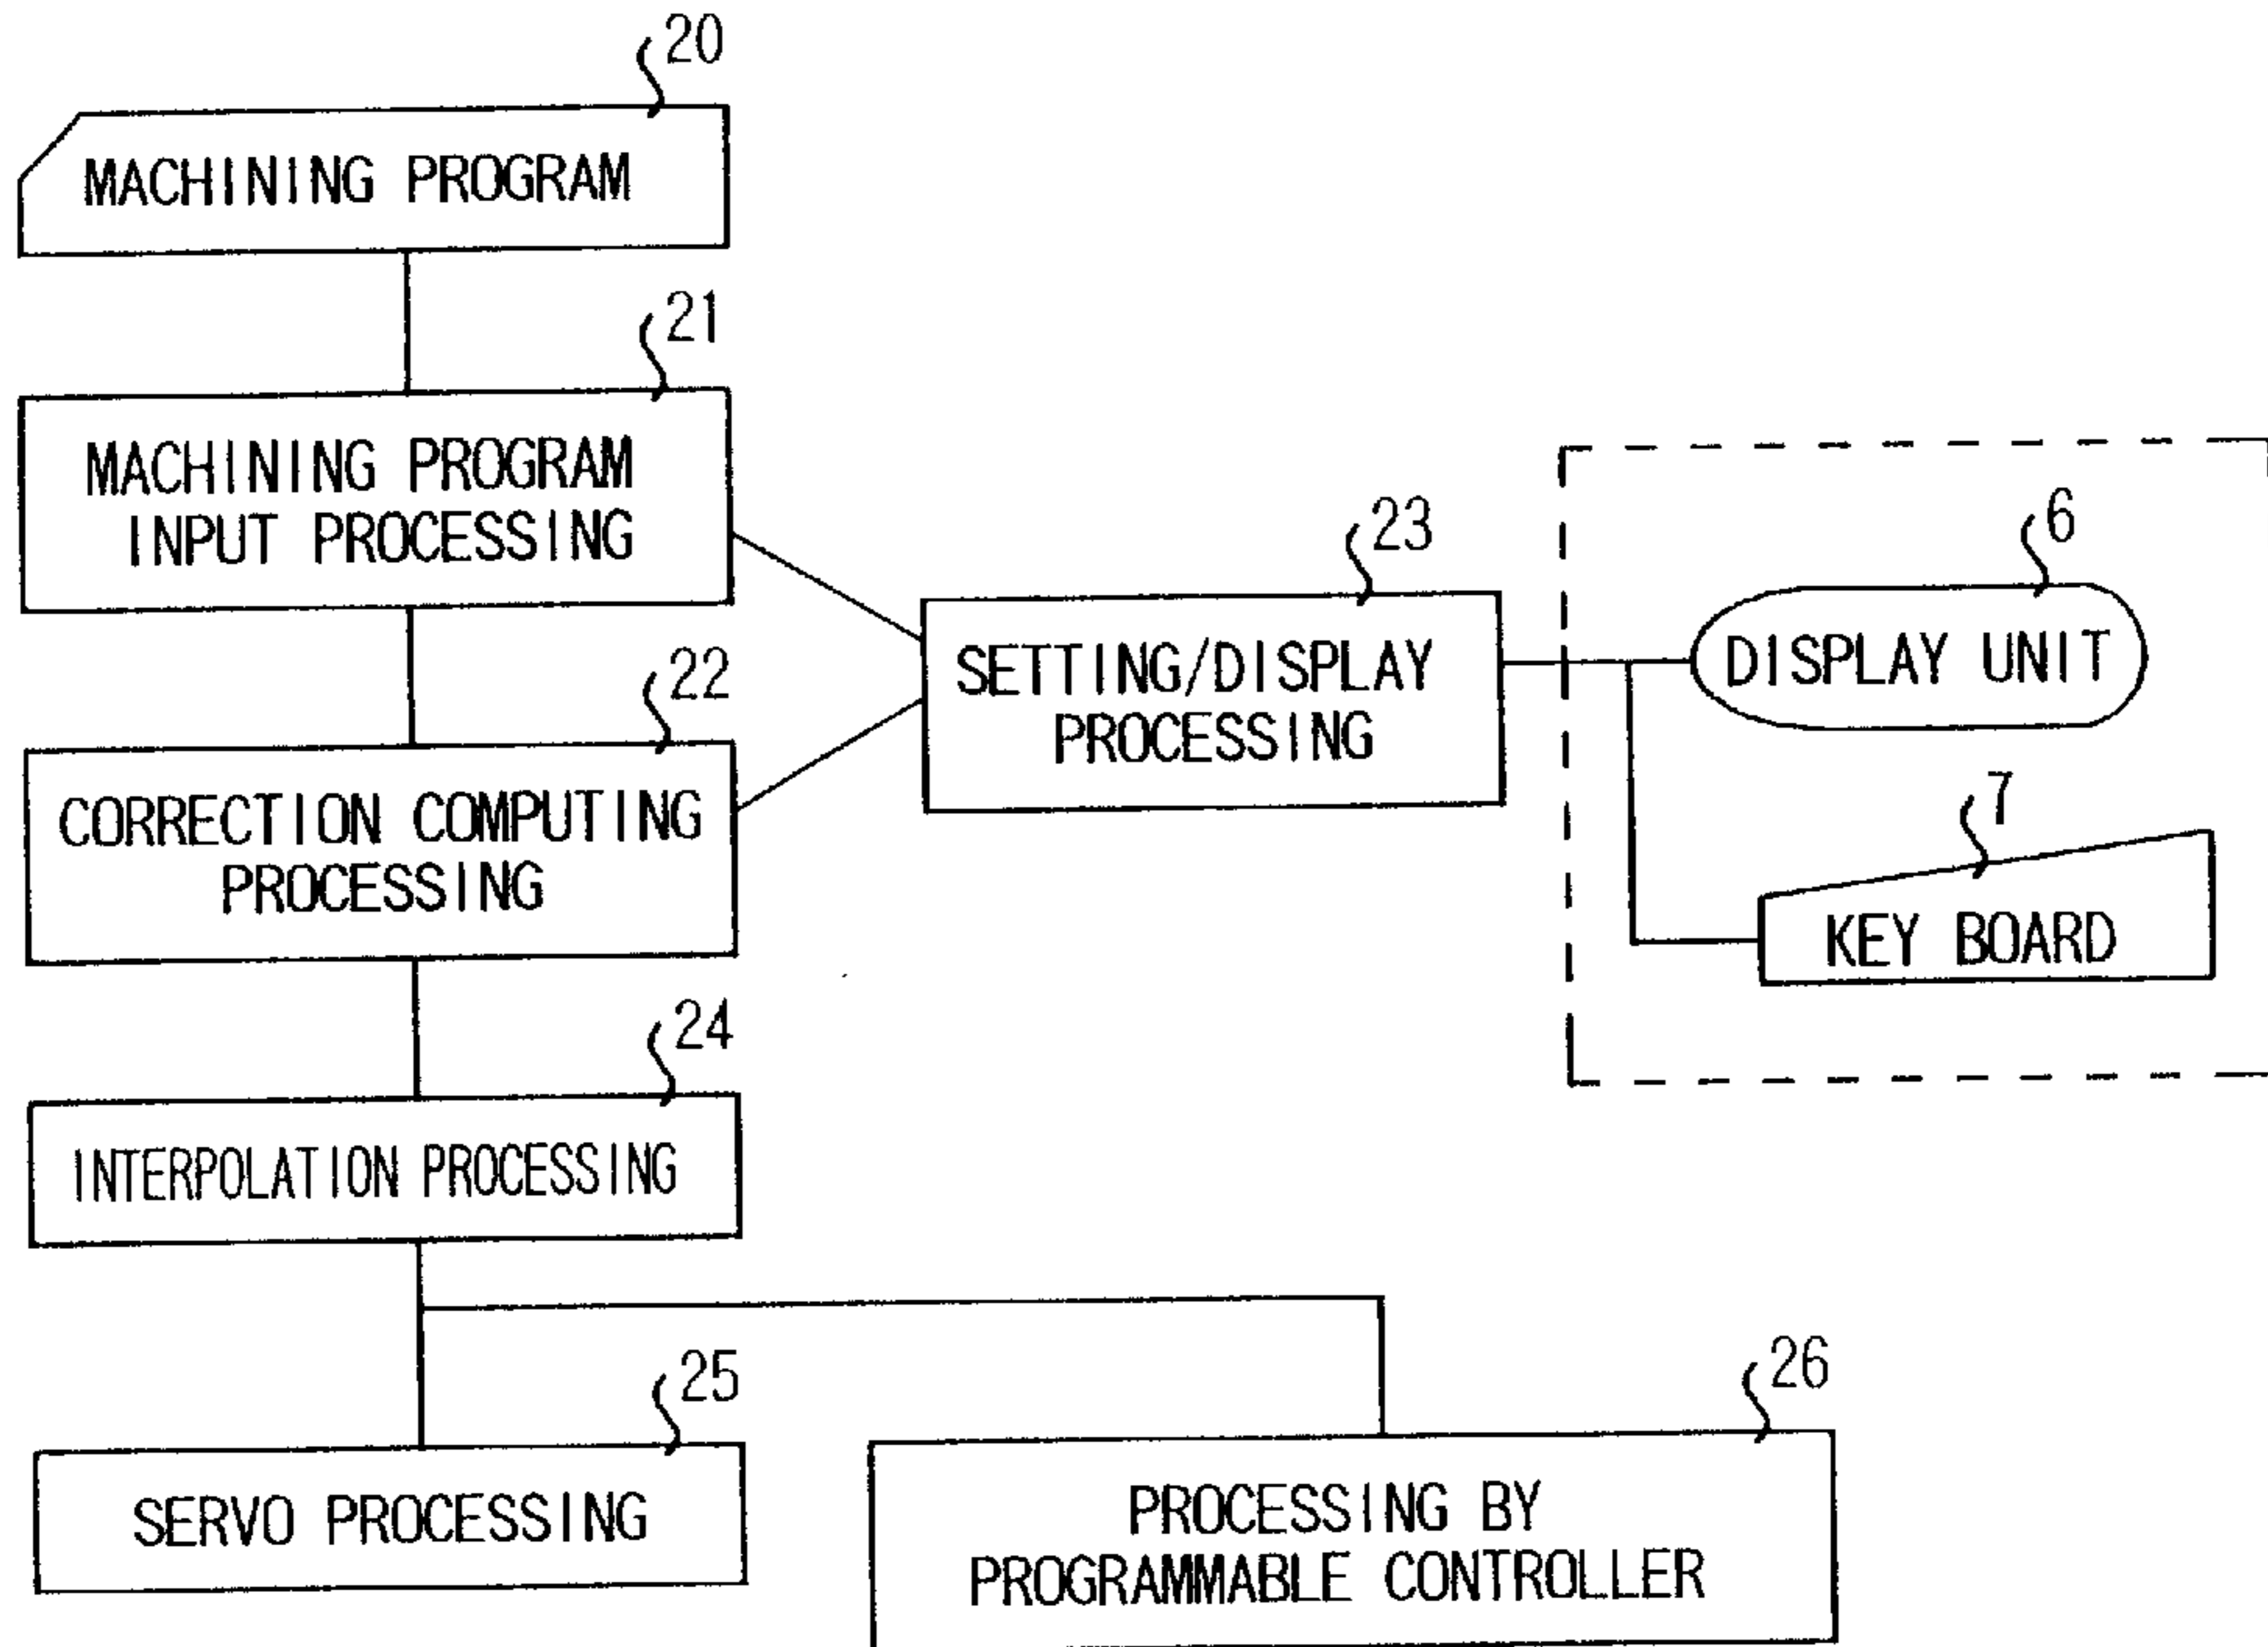 20
MACHINING PROGRAM
21
MACHINING PROGRAM
INPUT PROCESSING
22
CORRECTION COMPUTING
PROCESSING
23
SETTING/DISPLAY
PROCESSING
6
DISPLAY UNIT
7
KEY BOARD
24
INTERPOLATION PROCESSING
25
SERVO PROCESSING
26
PROCESSING BY
PROGRAMMABLE CONTROLLER